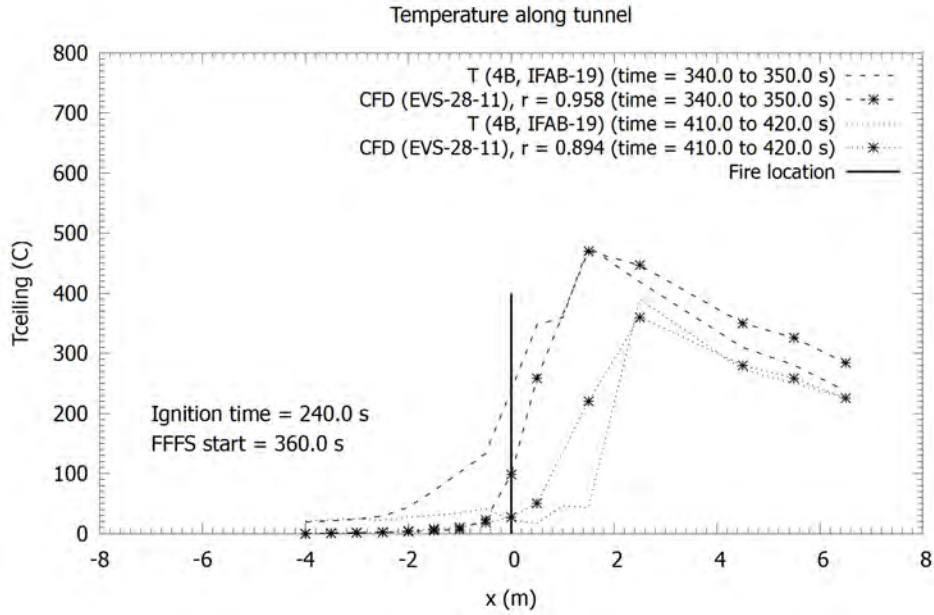 Temperature along tunnel
800
700
600
500
400
300
200
100
0
Tceiling (C)
T (4B, IFAB-19) (time = 340.0 to 350.0 s)
CFD (EVS-28-11), r = 0.958 (time = 340.0 to 350.0 s)
T (4B, IFAB-19) (time = 410.0 to 420.0 s)
CFD (EVS-28-11), r = 0.894 (time = 410.0 to 420.0 s)
Fire location
Ignition time = 240.0 s
FFFS start = 360.0 s
-8 -6 -4 -2 0 2 4 6 8
x (m)